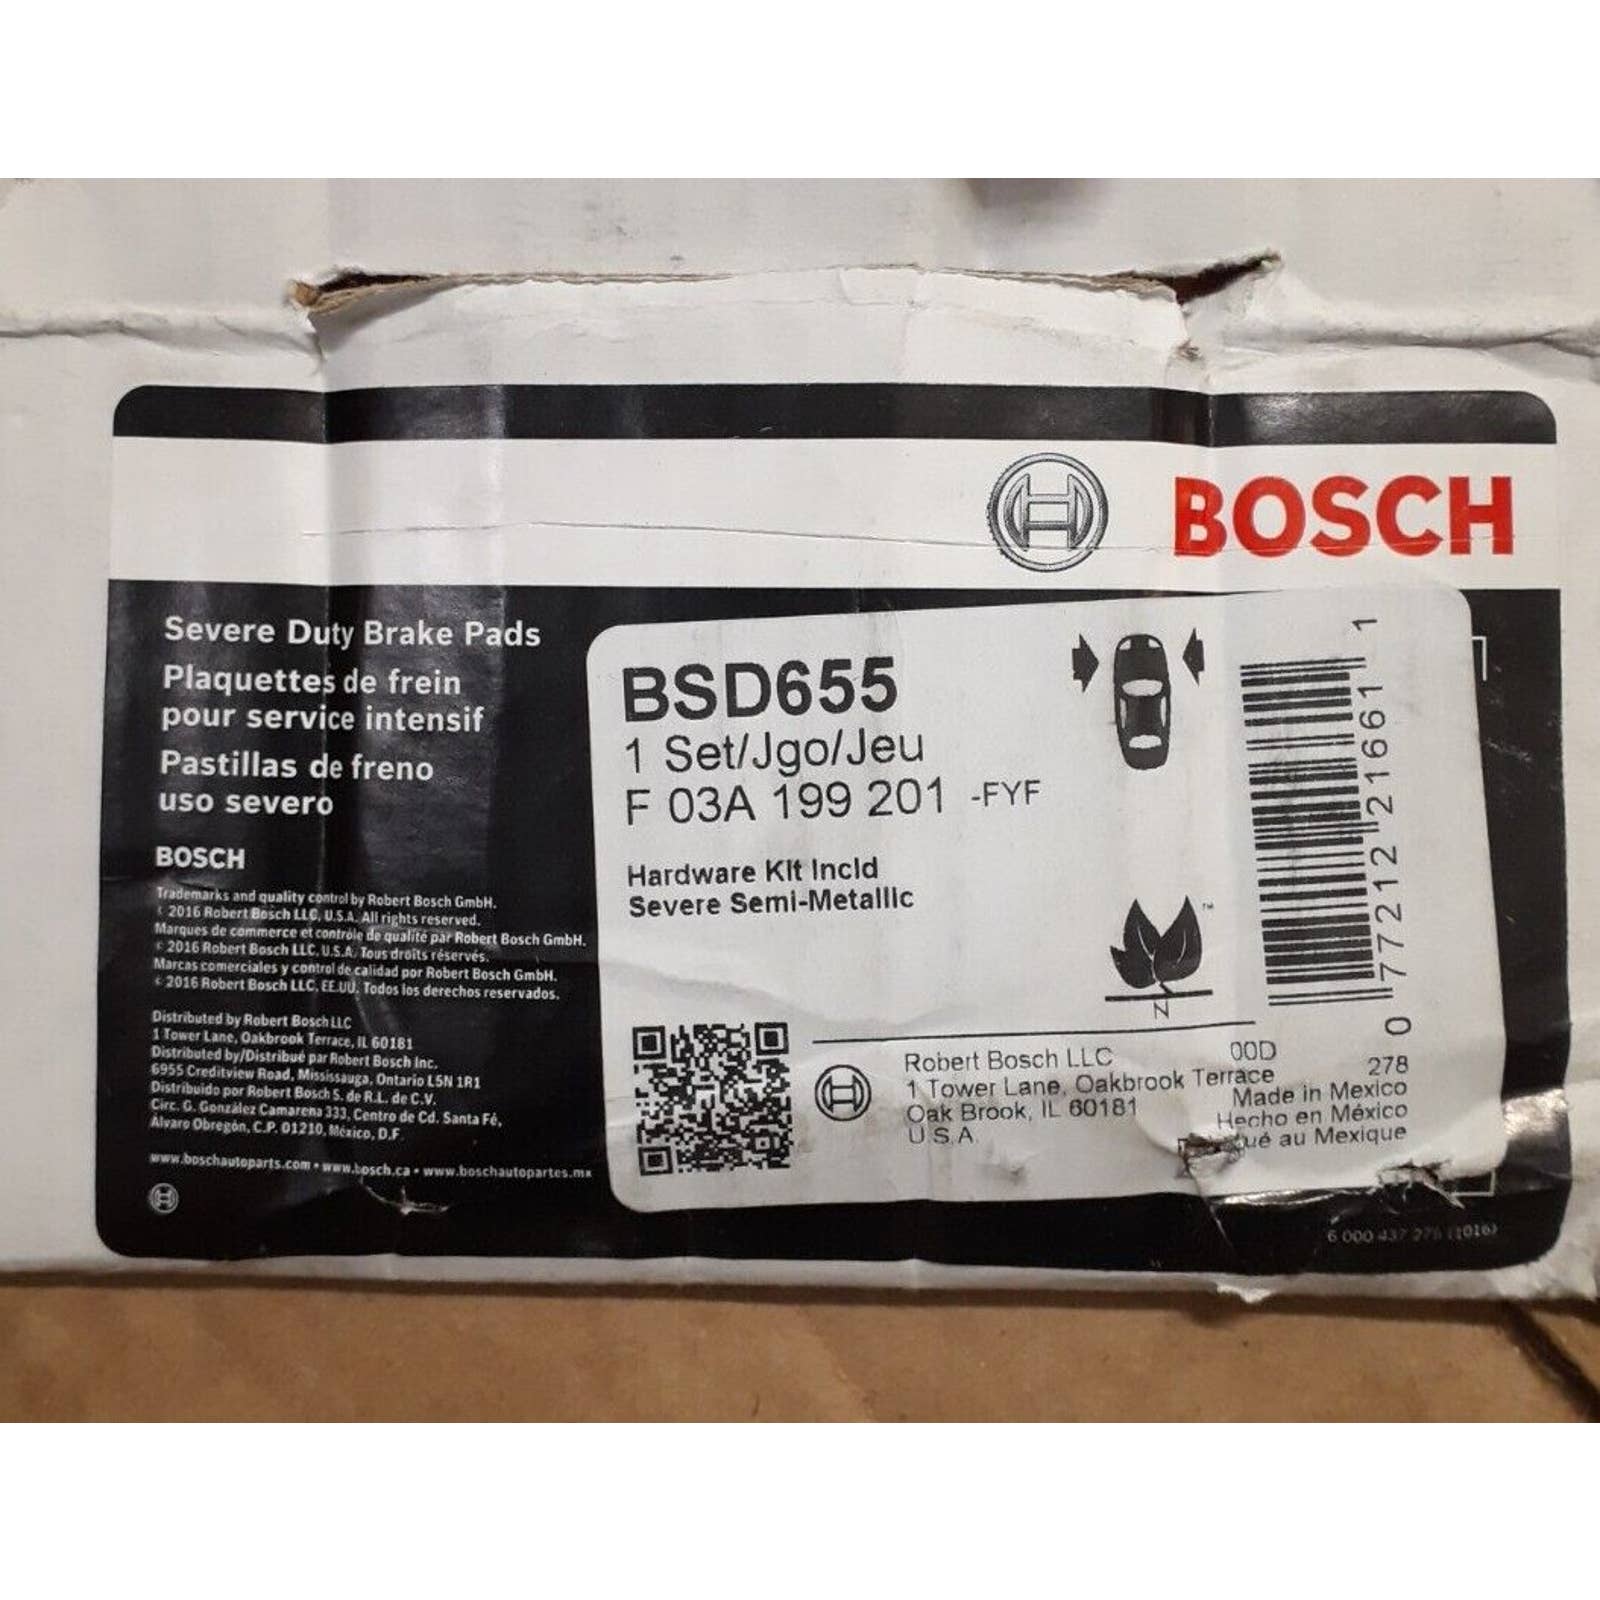 BOSCH
Severe Duty Brake Pads
Plaquettes de frein
pour service intensif
Pastillas de freno
uso severo
BOSCH
Trademarks and quality control by Robert Bosch GmbH.
© 2016 Robert Bosch LLC, U.S.A. All rights reserved.
Marques de commerce et contrôle de qualité par Robert Bosch GmbH.
© 2016 Robert Bosch LLC, U.S.A. Tous droits réservés.
Marcas comerciales y control de calidad por Robert Bosch GmbH.
© 2016 Robert Bosch LLC, EE.UU. Todos los derechos reservados.
Distributed by Robert Bosch LLC
1 Tower Lane, Oakbrook Terrace, IL 60181
Distributed by/Distribué par Robert Bosch Inc.
6955 Creditview Road, Mississauga, Ontario L5N 1R1
Distribuido por Robert Bosch S. de R.L. de C.V.
Circ. G. González Camarena 333, Centro de Cd. Santa Fé,
Alvaro Obregón, C.P. 01210, México, D.F.
www.boschautoparts.com • www.bosch.ca • www.boschautopartes.mx
BSD655
1 Set/Jgo/Jeu
F 03A 199 201 -FYF
Hardware Kit Incld
Severe Semi-Metallic
™
N
0 77212 21661 1
Robert Bosch LLC
1 Tower Lane, Oakbrook Terrace
Oak Brook, IL 60181
U.S.A.
00D
278
Made in Mexico
Hecho en México
au Mexique
6 000 437 276 (1016)